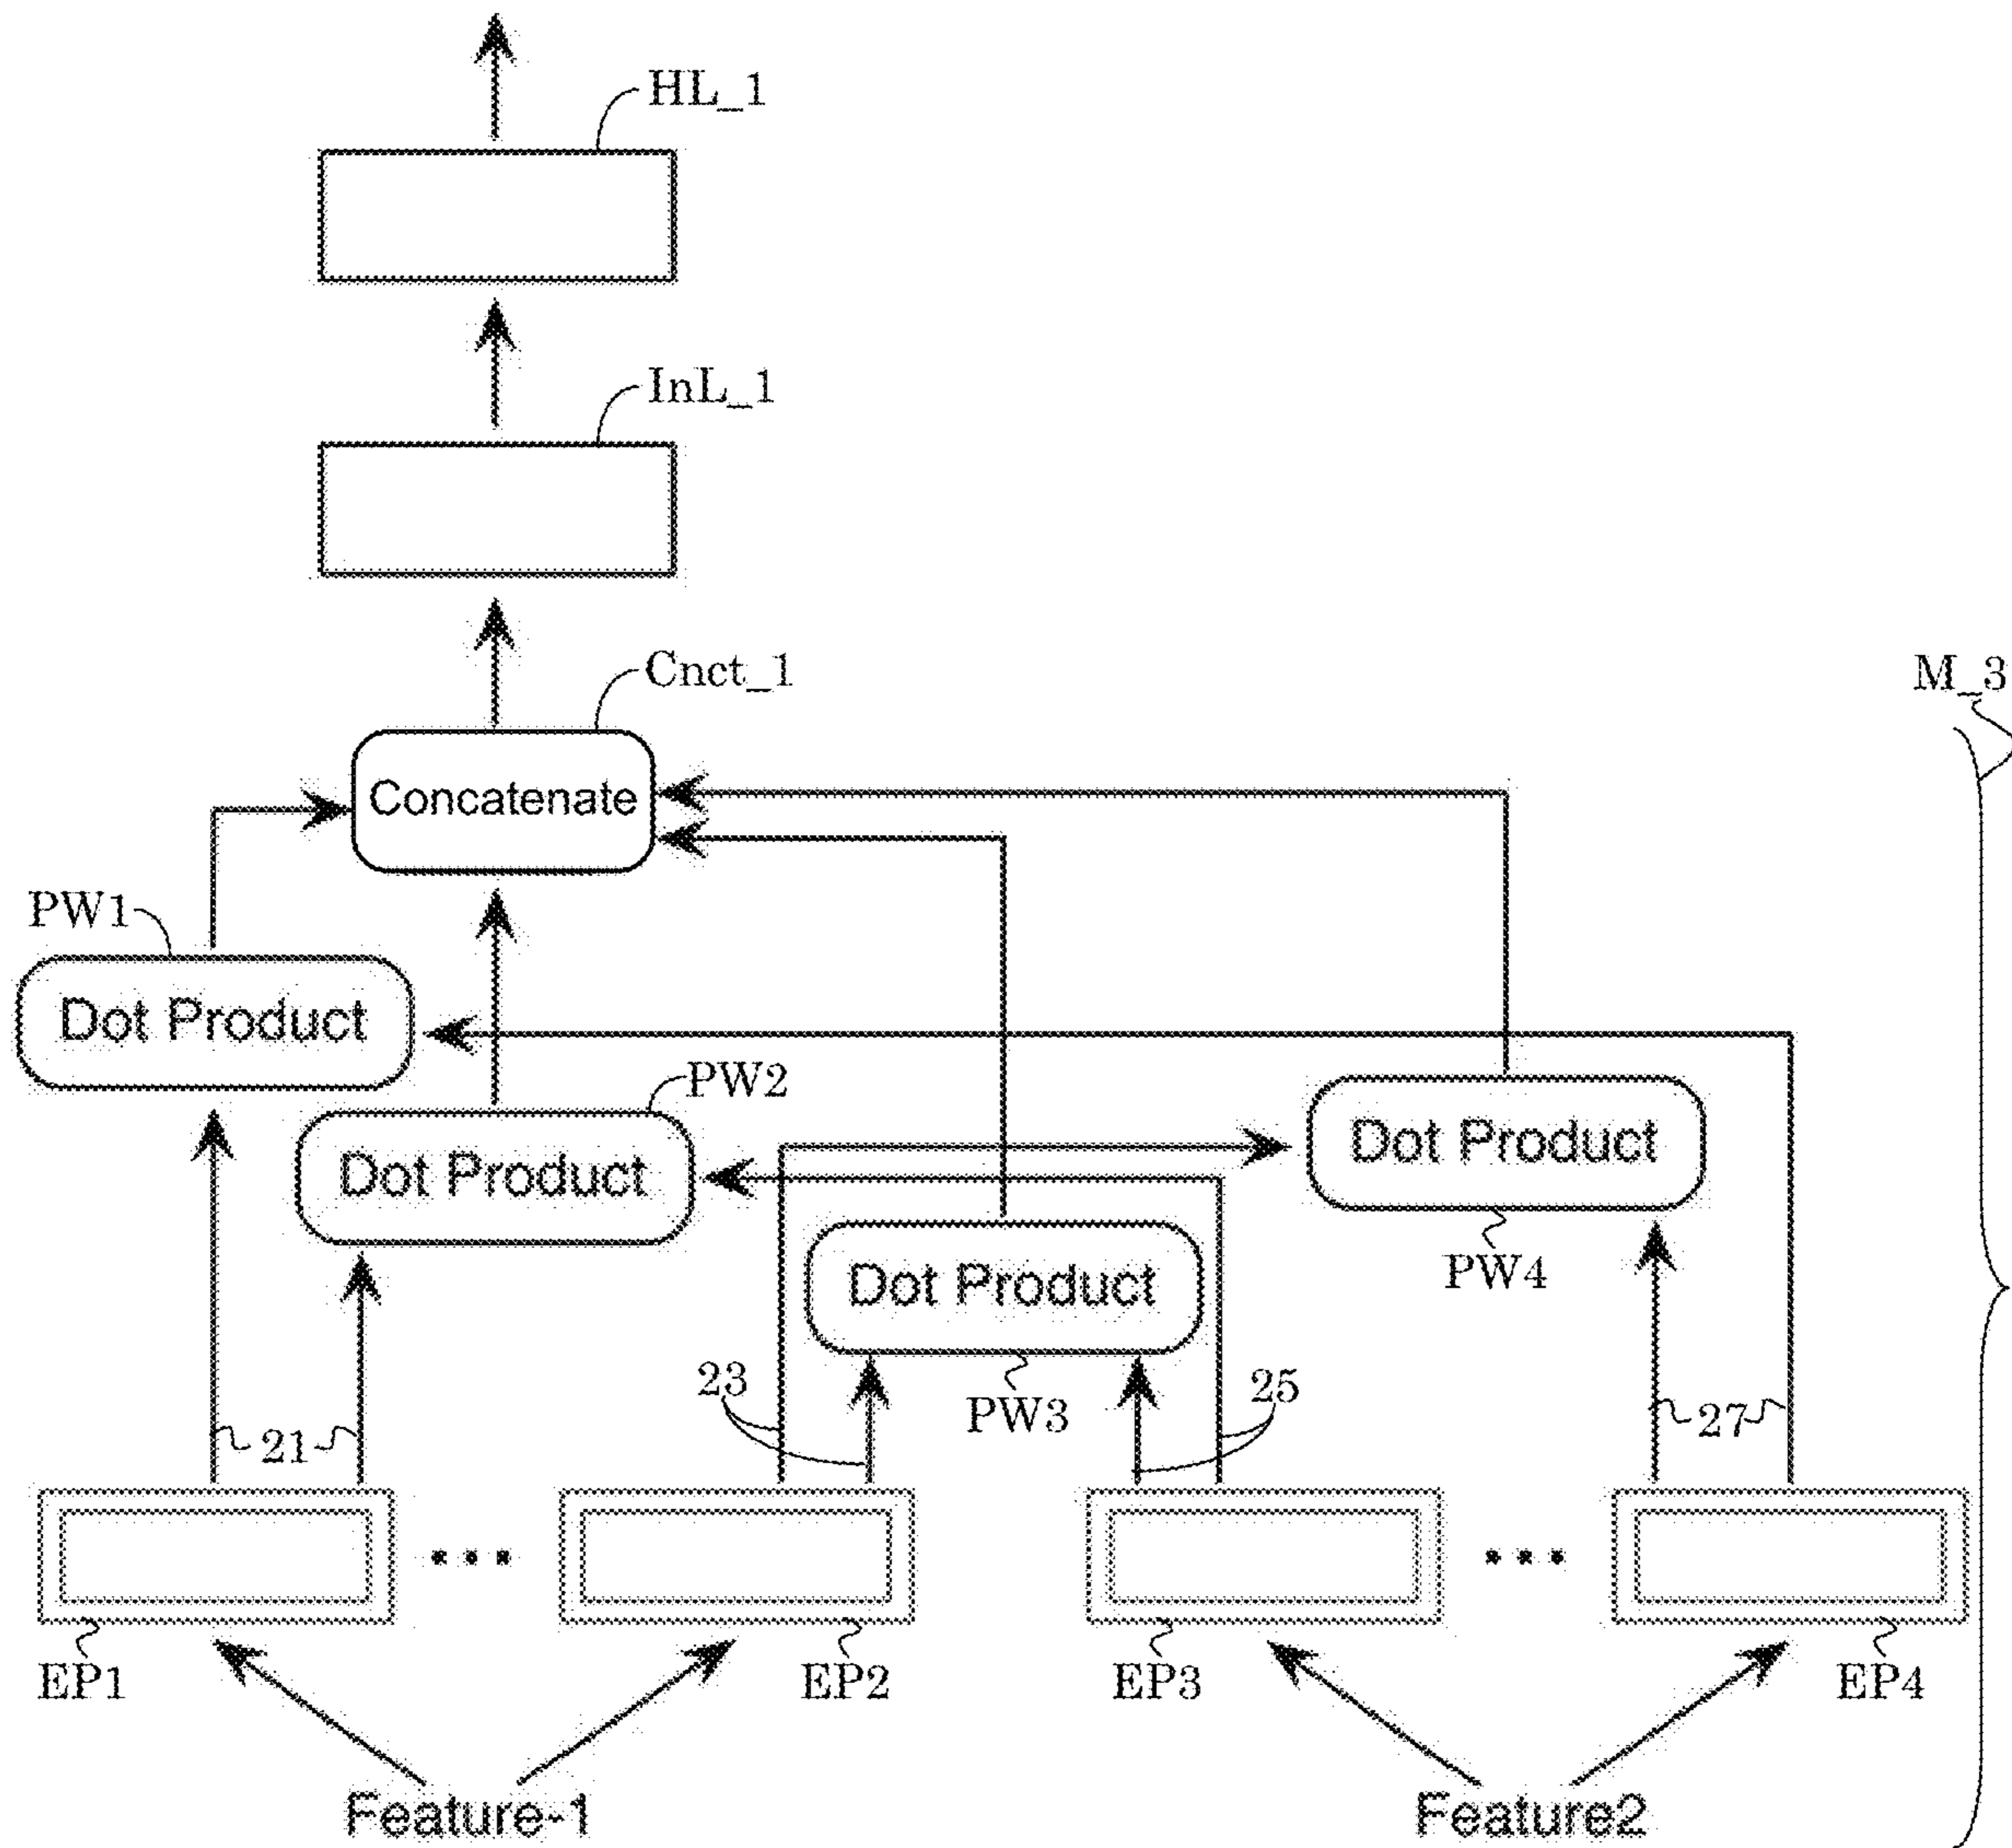 HL_1
InL_1
Cnct_1
M_3
Concatenate
PW1
Dot Product
PW2
Dot Product
Dot Product
PW4
Dot Product
PW3
23
25
21
27
EP1
EP2
EP3
EP4
Feature-1
Feature2